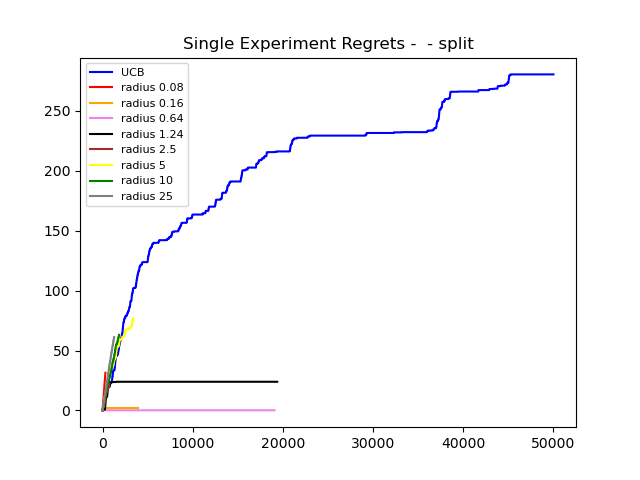 Single Experiment Regrets -  - split
UCB
radius 0.08
radius 0.16
radius 0.64
radius 1.24
radius 2.5
radius 5
radius 10
radius 25
250
200
150
100
50
0
0 10000 20000 30000 40000 50000